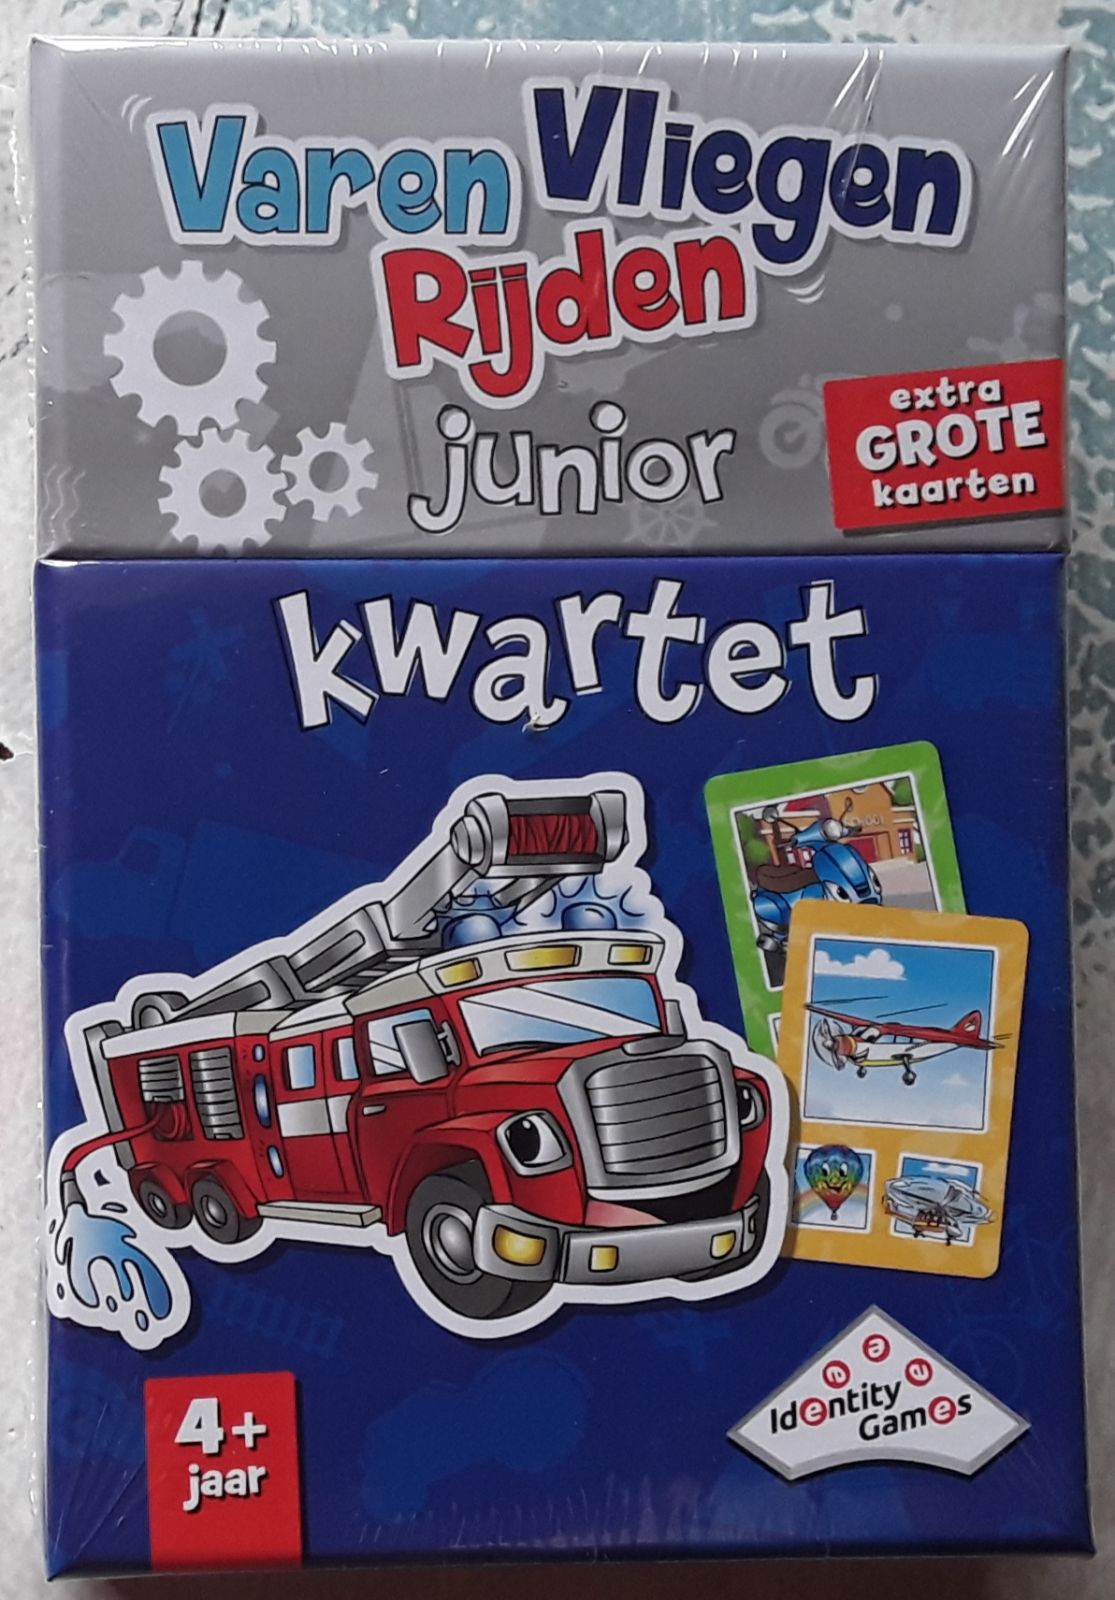 Varen Vliegen
Rijden
junior
extra
GROTE
kaarten
kwartet
4+
jaar
Identity
Games